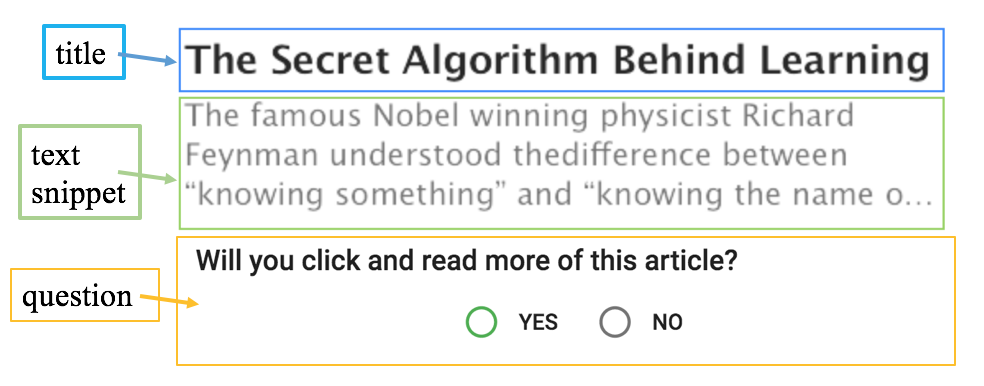 title
The Secret Algorithm Behind Learning
text
snippet
The famous Nobel winning physicist Richard
Feynman understood thedifference between
“knowing something” and “knowing the name o...
question
Will you click and read more of this article?
YES NO